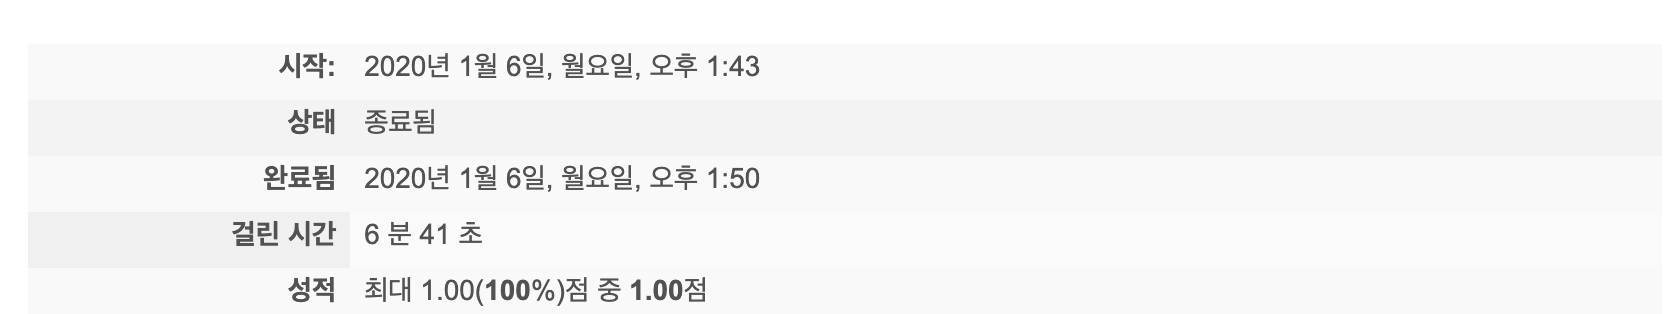 시작: 2020년 1월 6일, 월요일, 오후 1:43
상태 종료됨
완료됨 2020년 1월 6일, 월요일, 오후 1:50
걸린 시간 6 분 41 초
성적 최대 1.00(100%)점 중 1.00점